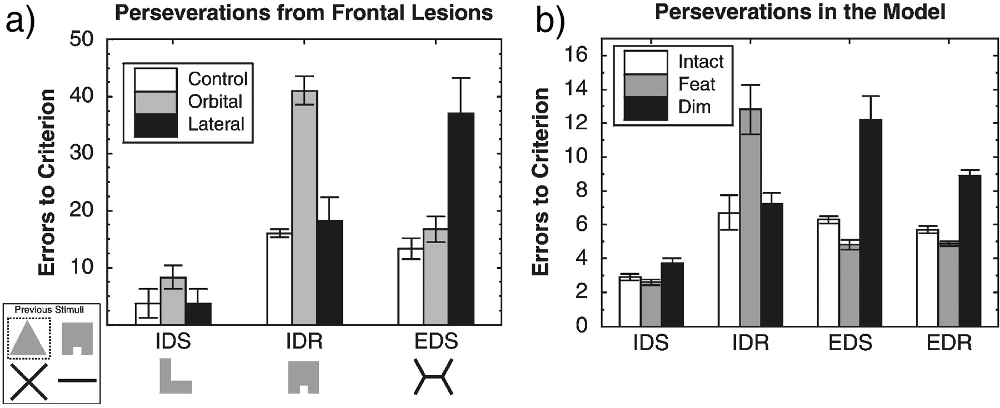 a)
Perseverations from Frontal Lesions
50
40
30
20
10
Errors to Criterion
Control
Orbital
Lateral
IDS IDR EDS
Previous Stimuli
b)
Perseverations in the Model
16
14
12
10
8
6
4
2
0
Errors to Criterion
Intact
Feat
Dim
IDS IDR EDS EDR